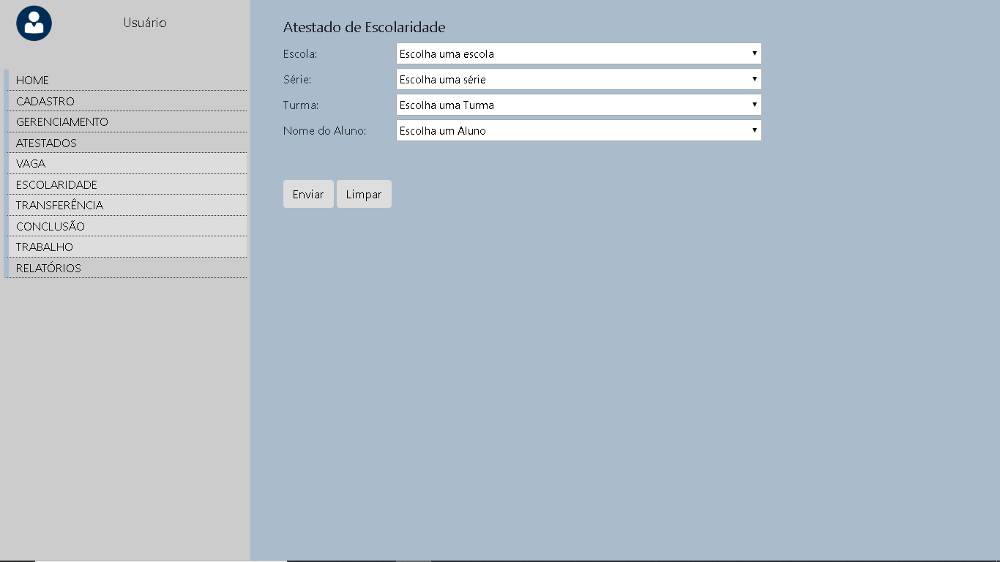 Usuário
HOME
CADASTRO
GERENCIAMENTO
ATESTADOS
VAGA
ESCOLARIDADE
TRANSFERÊNCIA
CONCLUSÃO
TRABALHO
RELATÓRIOS
Atestado de Escolaridade
Escola: Escolha uma escola
Série: Escolha uma série
Turma: Escolha uma Turma
Nome do Aluno: Escolha um Aluno
Enviar Limpar